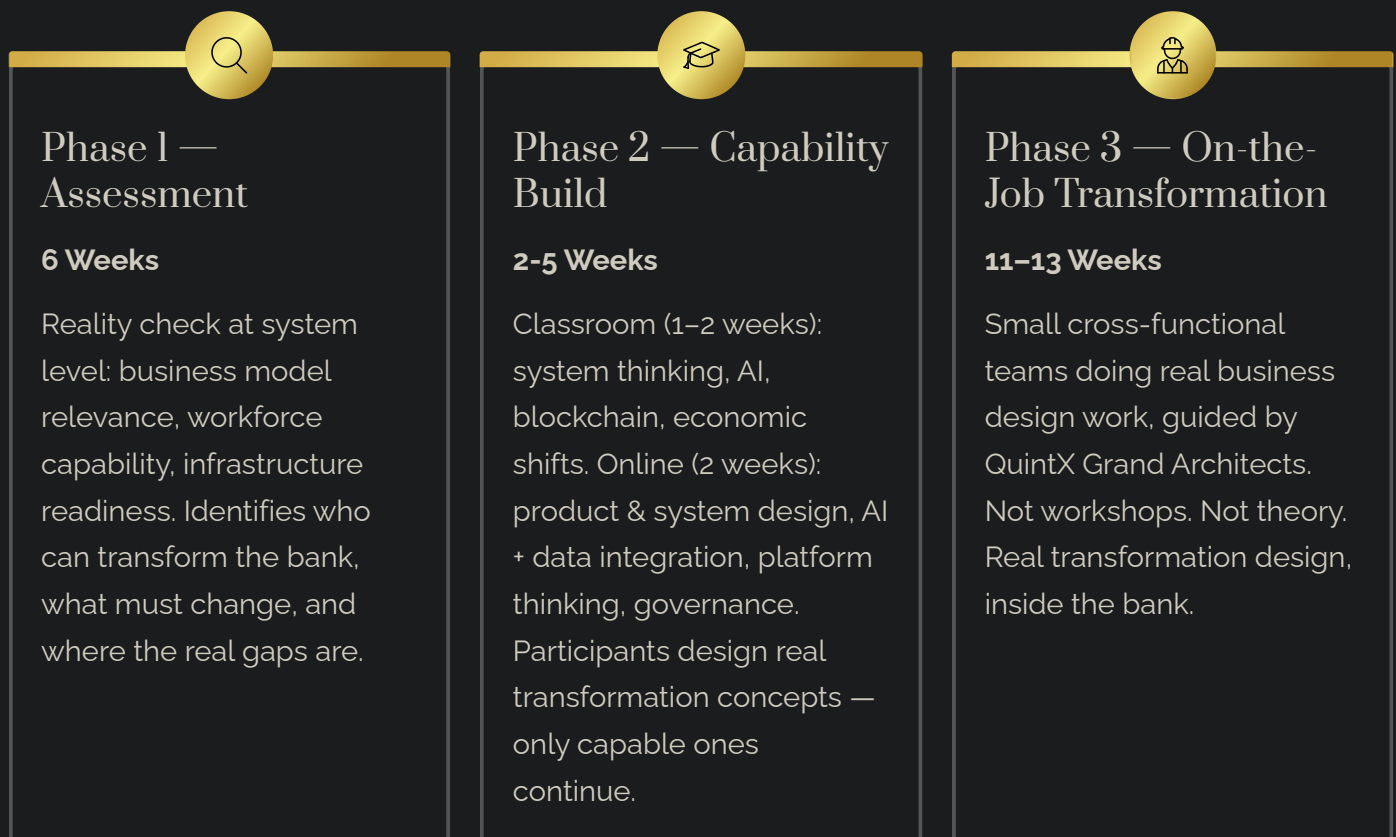 Phase 1 —
Assessment
6 Weeks
Reality check at system
level: business model
relevance, workforce
capability, infrastructure
readiness. Identifies who
can transform the bank,
what must change, and
where the real gaps are.
Phase 2 — Capability
Build
2-5 Weeks
Classroom (1–2 weeks):
system thinking, AI,
blockchain, economic
shifts. Online (2 weeks):
product & system design, AI
+ data integration, platform
thinking, governance.
Participants design real
transformation concepts —
only capable ones
continue.
Phase 3 — On-the-
Job Transformation
11–13 Weeks
Small cross-functional
teams doing real business
design work, guided by
QuintX Grand Architects.
Not workshops. Not theory.
Real transformation design,
inside the bank.